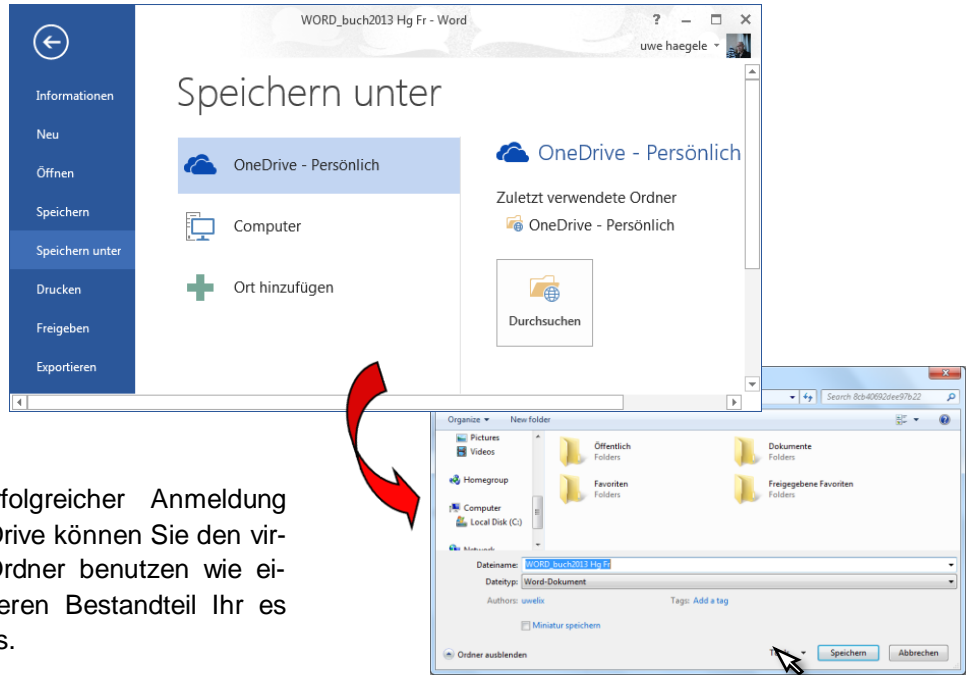 WORD_buch2013 Hg Fr - Word
?
uwe haegele
Informationen
Neu
Öffnen
Speichern
Speichern unter
Drucken
Freigeben
Exportieren
Speichern unter
OneDrive - Persönlich
Computer
Ort hinzufügen
OneDrive - Persönlich
Zuletzt verwendete Ordner
OneDrive - Persönlich
Durchsuchen
Search 8cb40692dee97b22
Organize
New folder
Pictures
Videos
Homegroup
Computer
Local Disk (C:)
Network
Öffentlich
Folders
Dokumente
Folders
Favoriten
Folders
Freigegebene Favoriten
Folders
Dateiname: WORD_buch2013 Hg Fr
Dateityp: Word-Dokument
Authors: uwelix
Tags: Add a tag
Miniatur speichern
Ordner ausblenden
Speichern
Abbrechen
folgreicher Anmeldung
Drive können Sie den vir-
Ordner benutzen wie ei-
eren Bestandteil Ihr es
s.